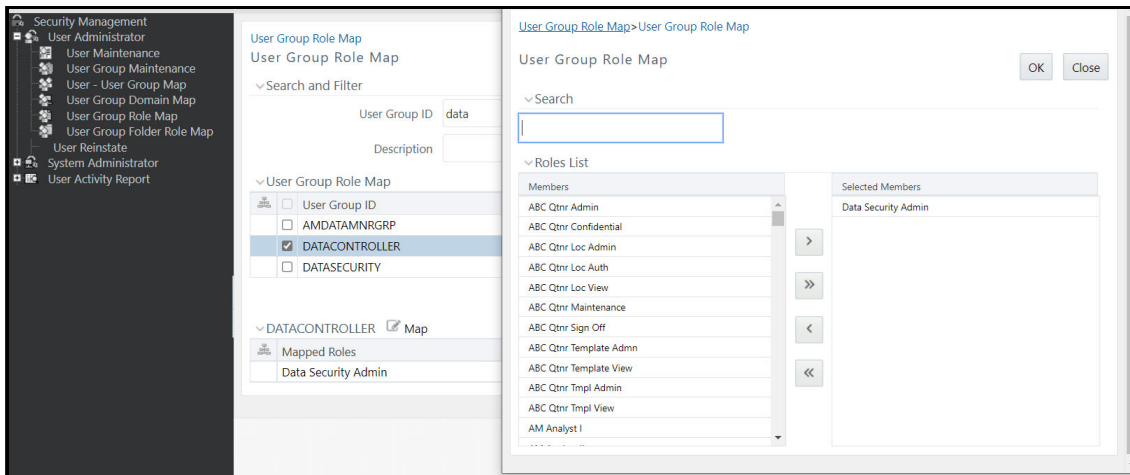 Security Management
User Administrator
User Maintenance
User Group Maintenance
User - User Group Map
User Group Domain Map
User Group Role Map
User Group Folder Role Map
User Reinstate
System Administrator
User Activity Report
User Group Role Map
User Group Role Map
Search and Filter
User Group ID data
Description
User Group Role Map
User Group ID
AMDATAMNRGRP
DATACONTROLLER
DATASECURITY
DATACONTROLLER Map
Mapped Roles
Data Security Admin
User Group Role Map>User Group Role Map
User Group Role Map
OK Close
Search
Roles List
Members
ABC Qtnr Admin
ABC Qtnr Confidential
ABC Qtnr Loc Admin
ABC Qtnr Loc Auth
ABC Qtnr Loc View
ABC Qtnr Maintenance
ABC Qtnr Sign Off
ABC Qtnr Template Admn
ABC Qtnr Template View
ABC Qtnr Tmpl Admin
ABC Qtnr Tmpl View
AM Analyst I
Selected Members
Data Security Admin